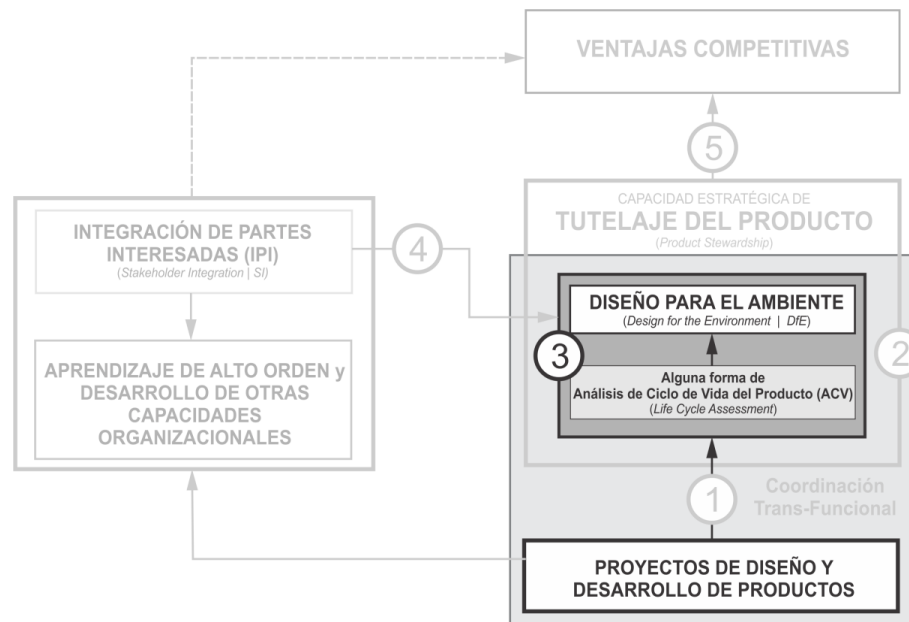 VENTAJAS COMPETITIVAS
5
CAPACIDAD ESTRATÉGICA DE
TUTELAJE DEL PRODUCTO
(Product Stewardship)
INTEGRACIÓN DE PARTES
INTERESADAS (IPI)
(Stakeholder Integration | SI)
4
DISEÑO PARA EL AMBIENTE
(Design for the Environment | DfE)
3
2
Alguna forma de
Análisis de Ciclo de Vida del Producto (ACV)
(Life Cycle Assessment)
APRENDIZAJE DE ALTO ORDEN y
DESARROLLO DE OTRAS
CAPACIDADES
ORGANIZACIONALES
1
Coordinación
Trans-Funcional
PROYECTOS DE DISEÑO Y
DESARROLLO DE PRODUCTOS